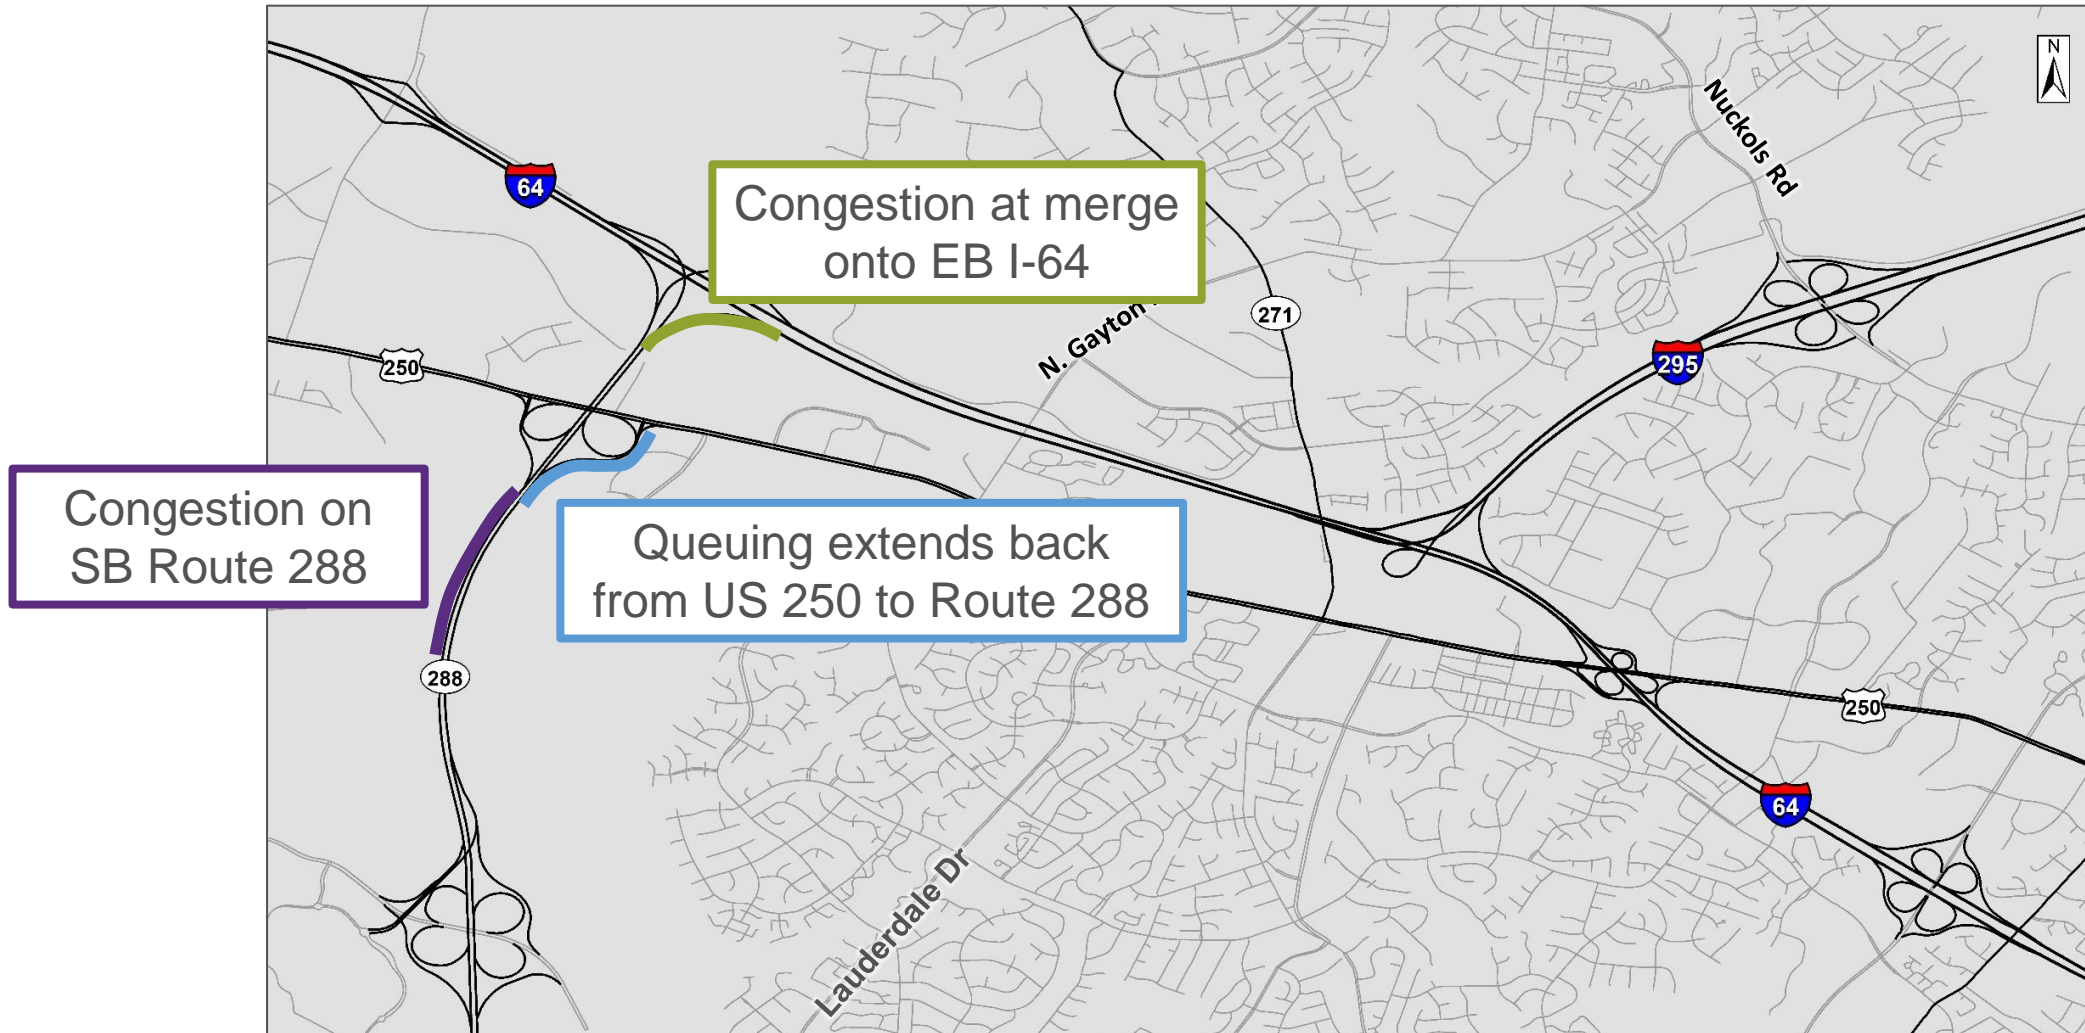 N
Nuckols Rd
64
Congestion at merge
onto EB I-64
271
N. Gayton
295
250
Congestion on
SB Route 288
Queuing extends back
from US 250 to Route 288
288
250
64
Lauderdale Dr